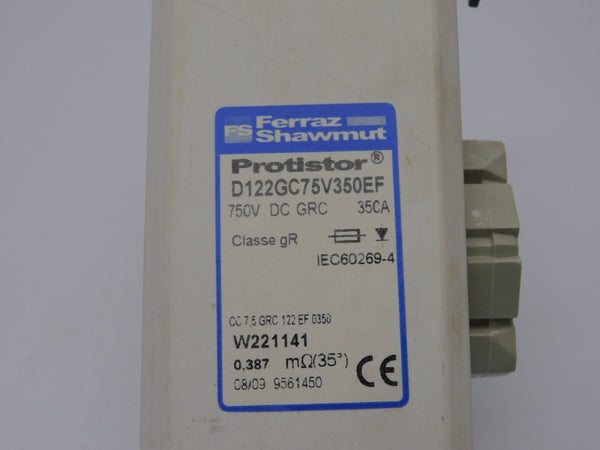 FS Ferraz Shawmut
Protistor®
D122GC75V350EF
750V DC GRC 350A
Classe gR
IEC60269-4
CC 7,5 GRC 122 EF 0350
W221141
0,387 mΩ(35°)
08/09 9561450 CE